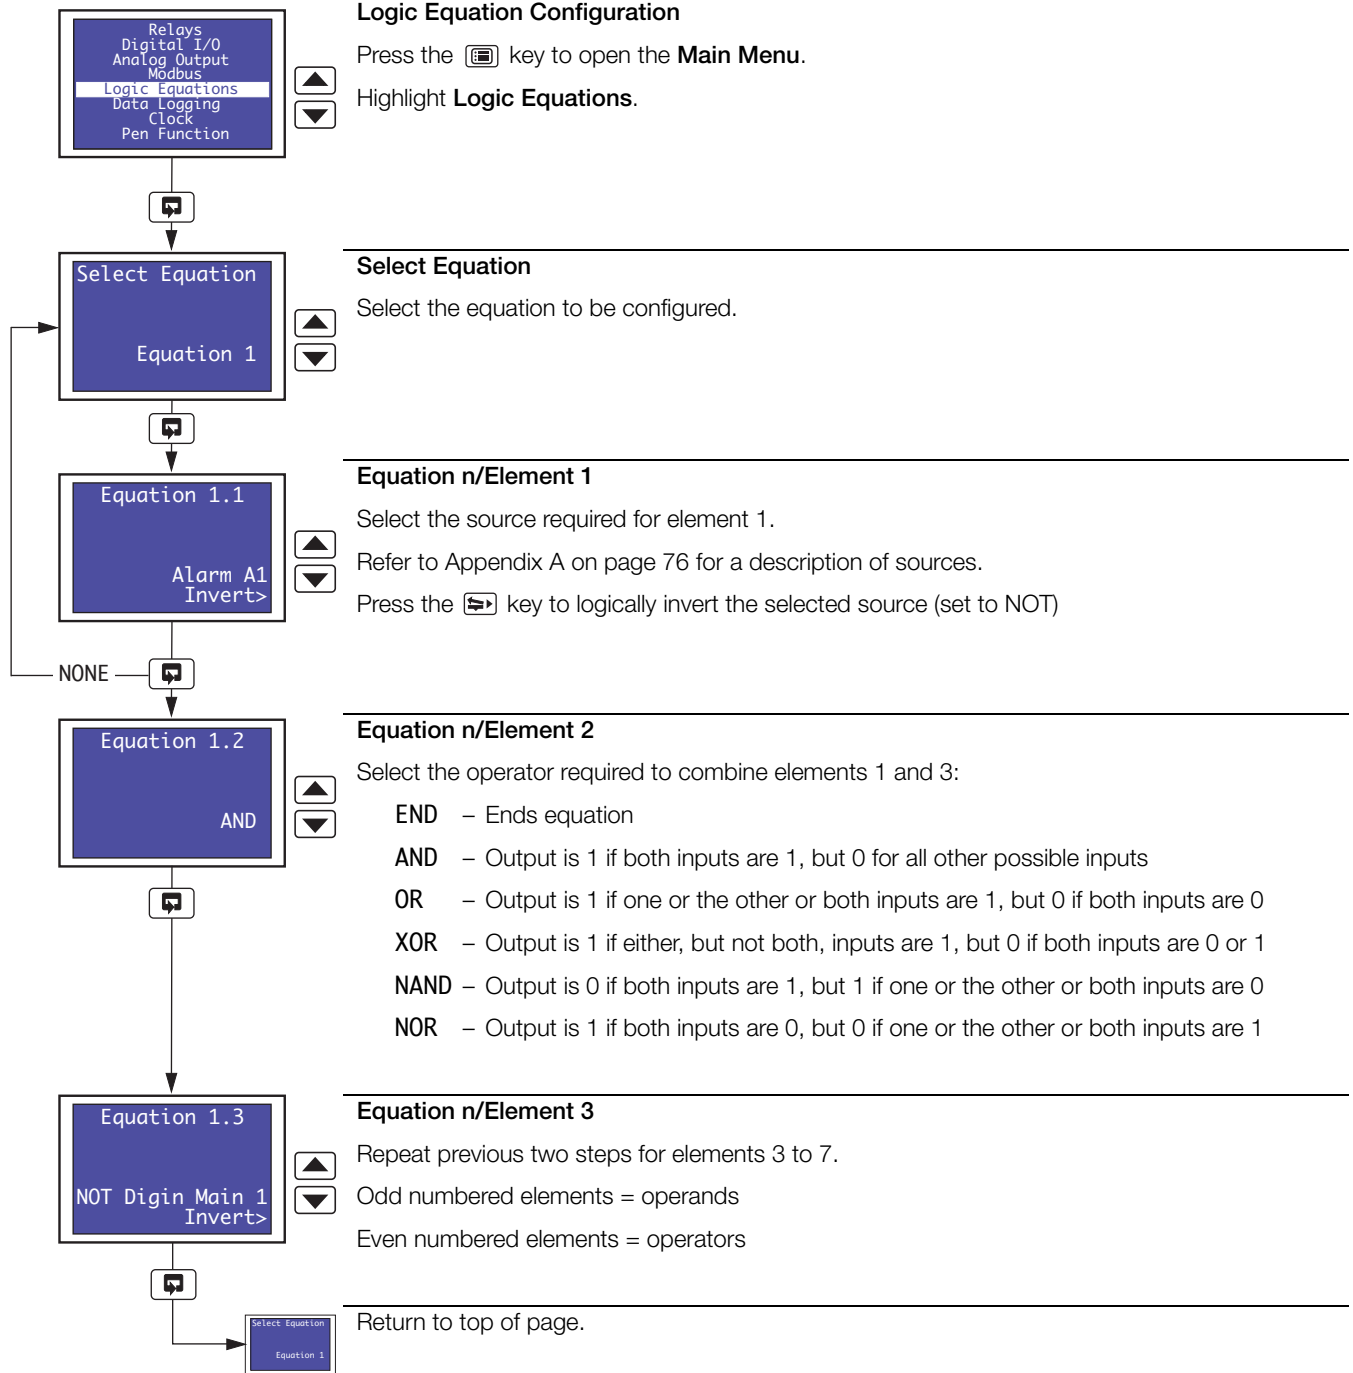 Logic Equation Configuration
Press the key to open the Main Menu.
Highlight Logic Equations.
Relays
Digital I/O
Analog Output
Modbus
Logic Equations
Data Logging
Clock
Pen Function
Select Equation
Select the equation to be configured.
Select Equation
Equation 1
Equation n/Element 1
Select the source required for element 1.
Refer to Appendix A on page 76 for a description of sources.
Press the key to logically invert the selected source (set to NOT)
Equation 1.1
Alarm A1
Invert>
NONE
Equation n/Element 2
Select the operator required to combine elements 1 and 3:
END – Ends equation
AND – Output is 1 if both inputs are 1, but 0 for all other possible inputs
OR – Output is 1 if one or the other or both inputs are 1, but 0 if both inputs are 0
XOR – Output is 1 if either, but not both, inputs are 1, but 0 if both inputs are 0 or 1
NAND – Output is 0 if both inputs are 1, but 1 if one or the other or both inputs are 0
NOR – Output is 1 if both inputs are 0, but 0 if one or the other or both inputs are 1
Equation 1.2
AND
Equation n/Element 3
Repeat previous two steps for elements 3 to 7.
Odd numbered elements = operands
Even numbered elements = operators
Equation 1.3
NOT Digin Main 1
Invert>
Return to top of page.
Select Equation
Equation 1